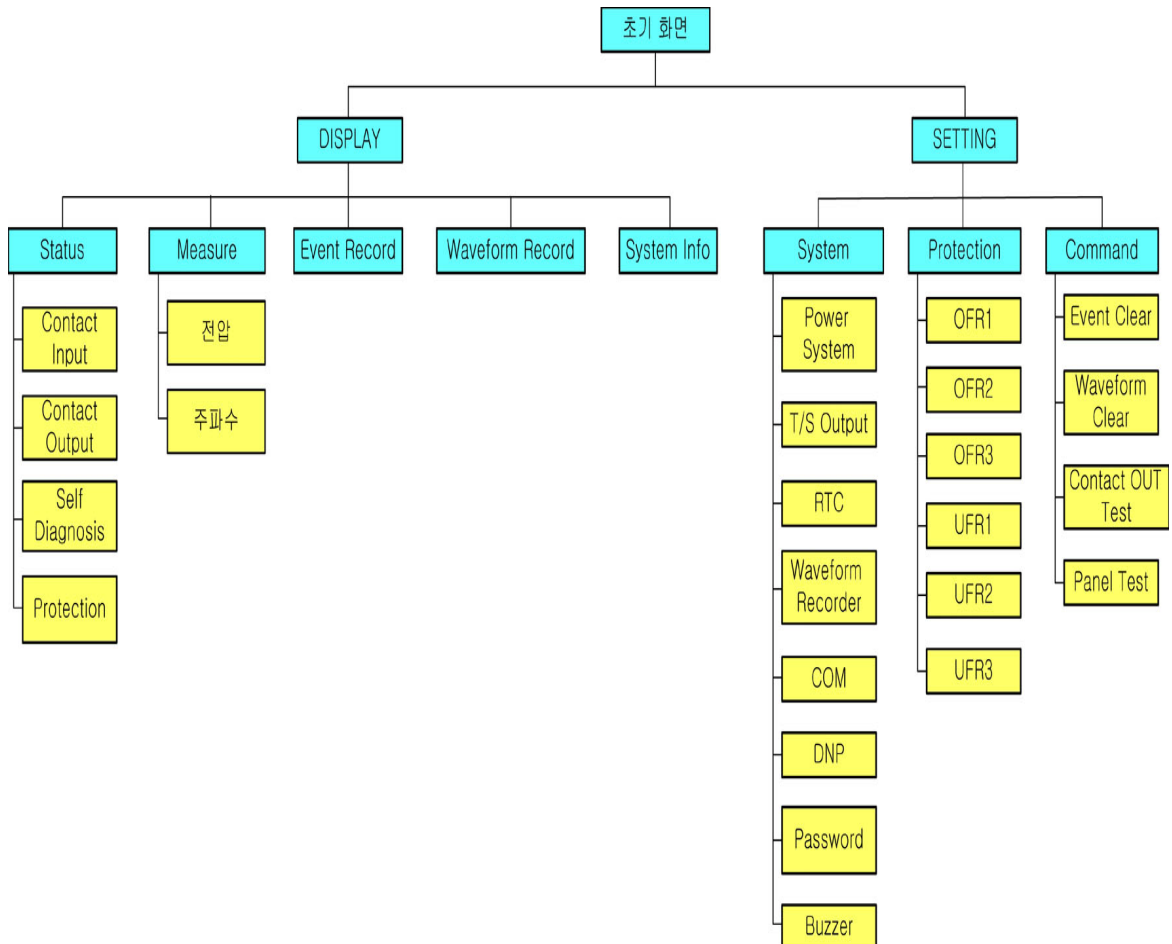 초기 화면
DISPLAY
SETTING
Status
Measure
Event Record
Waveform Record
System Info
System
Protection
Command
Contact
Input
Contact
Output
Self
Diagnosis
Protection
전압
주파수
Power
System
T/S Output
RTC
Waveform
Recorder
COM
DNP
Password
Buzzer
OFR1
OFR2
OFR3
UFR1
UFR2
UFR3
Event Clear
Waveform
Clear
Contact OUT
Test
Panel Test